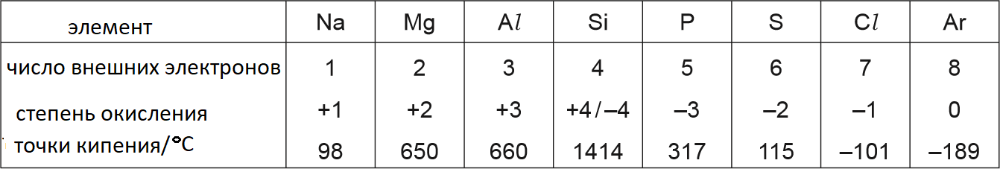 элемент Na Mg Al Si P S Cl Ar
число внешних электронов 1 2 3 4 5 6 7 8
степень окисления +1 +2 +3 +4/–4 –3 –2 –1 0
точки кипения/°C 98 650 660 1414 317 115 –101 –189